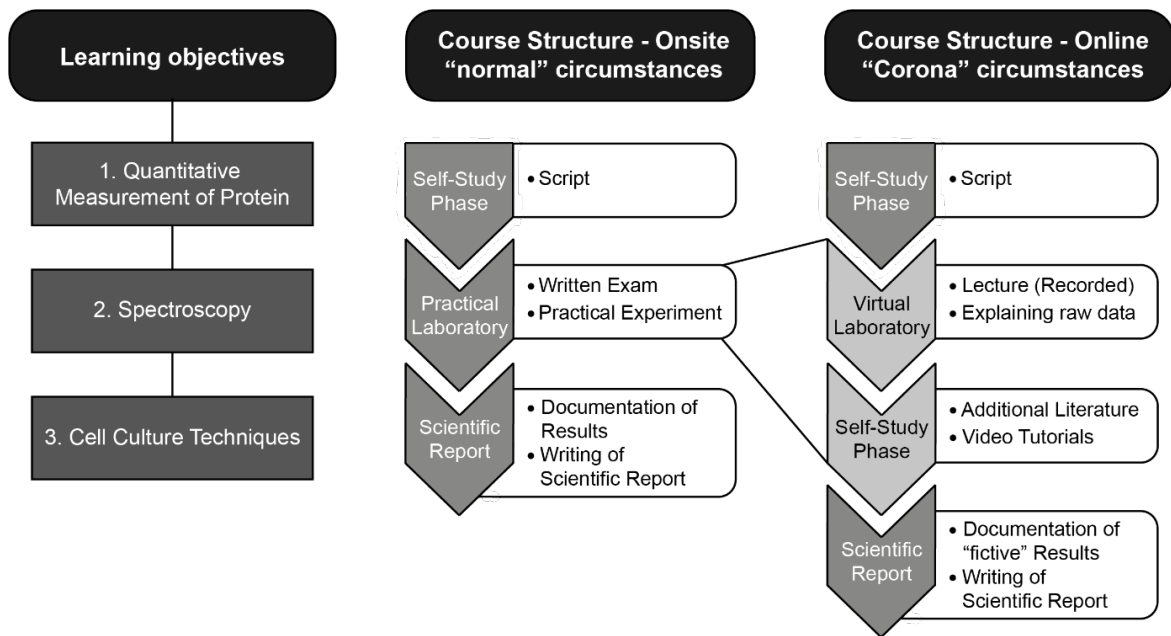 Learning objectives
1. Quantitative
Measurement of Protein
2. Spectroscopy
3. Cell Culture Techniques
Course Structure - Onsite
“normal” circumstances
Self-Study
Phase
• Script
Practical
Laboratory
• Written Exam
• Practical Experiment
Scientific
Report
• Documentation of
Results
• Writing of
Scientific Report
Course Structure - Online
“Corona” circumstances
Self-Study
Phase
• Script
Virtual
Laboratory
• Lecture (Recorded)
• Explaining raw data
Self-Study
Phase
• Additional Literature
• Video Tutorials
Scientific
Report
• Documentation of
“fictive” Results
• Writing of
Scientific Report